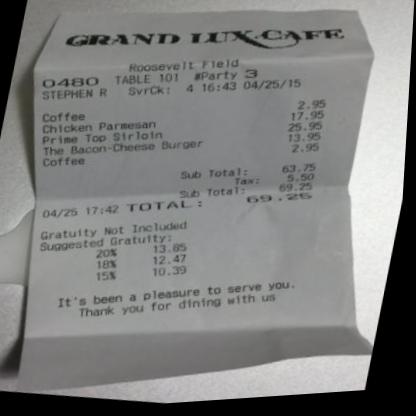 GRAND LUX CAFE
Roosevelt Field
0480 TABLE 101 #Party 3
STEPHEN R SvrCk: 4 16:43 04/25/15
Coffee 2.95
Chicken Parmesan 17.95
Prime Top Sirloin 25.95
The Bacon-Cheese Burger 13.95
Coffee 2.95
Sub Total: 63.75
Tax: 5.50
Sub Total: 69.25
04/25 17:42 TOTAL: 69.25
Gratuity Not Included
Suggested Gratuity:
20% 13.85
18% 12.47
15% 10.39
It's been a pleasure to serve you.
Thank you for dining with us